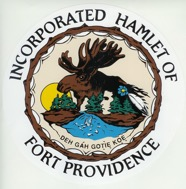 INCORPORATED HAMLET OF
DEH GAH GOTIE KOE
FORT PROVIDENCE